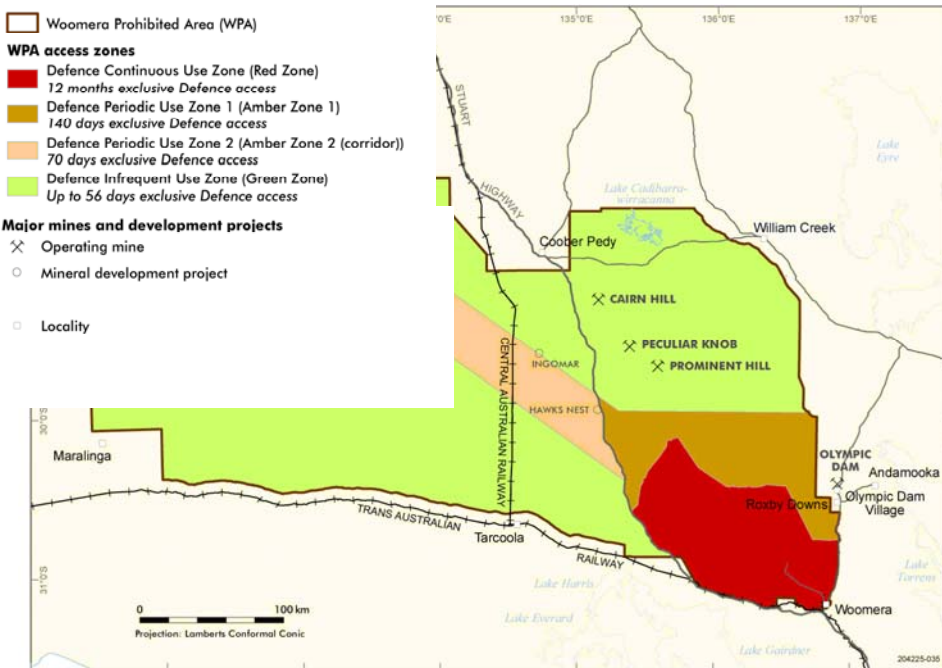 Woomera Prohibited Area (WPA)
WPA access zones
Defence Continuous Use Zone (Red Zone)
12 months exclusive Defence access
Defence Periodic Use Zone 1 (Amber Zone 1)
140 days exclusive Defence access
Defence Periodic Use Zone 2 (Amber Zone 2 (corridor))
70 days exclusive Defence access
Defence Infrequent Use Zone (Green Zone)
Up to 56 days exclusive Defence access
Major mines and development projects
Operating mine
Mineral development project
Locality
135°0'E
136°0'E
137°0'E
STUART
HIGHWAY
Lake
Eyre
Lake Cadibarra-
wirracanna
William Creek
Coober Pedy
CAIRN HILL
PECULIAR KNOB
PROMINENT HILL
INGOMAR
HAWKS NEST
CENTRAL AUSTRALIAN RAILWAY
30°0'S
Maralinga
OLYMPIC
DAM
Andamooka
Roxby Downs
Olympic Dam
Village
TRANS AUSTRALIAN
RAILWAY
Tarcoola
31°0'S
Lake Harris
Lake Everard
Lake
Torrens
Woomera
Lake Gairdner
0
100 km
Projection: Lamberts Conformal Conic
204225-035